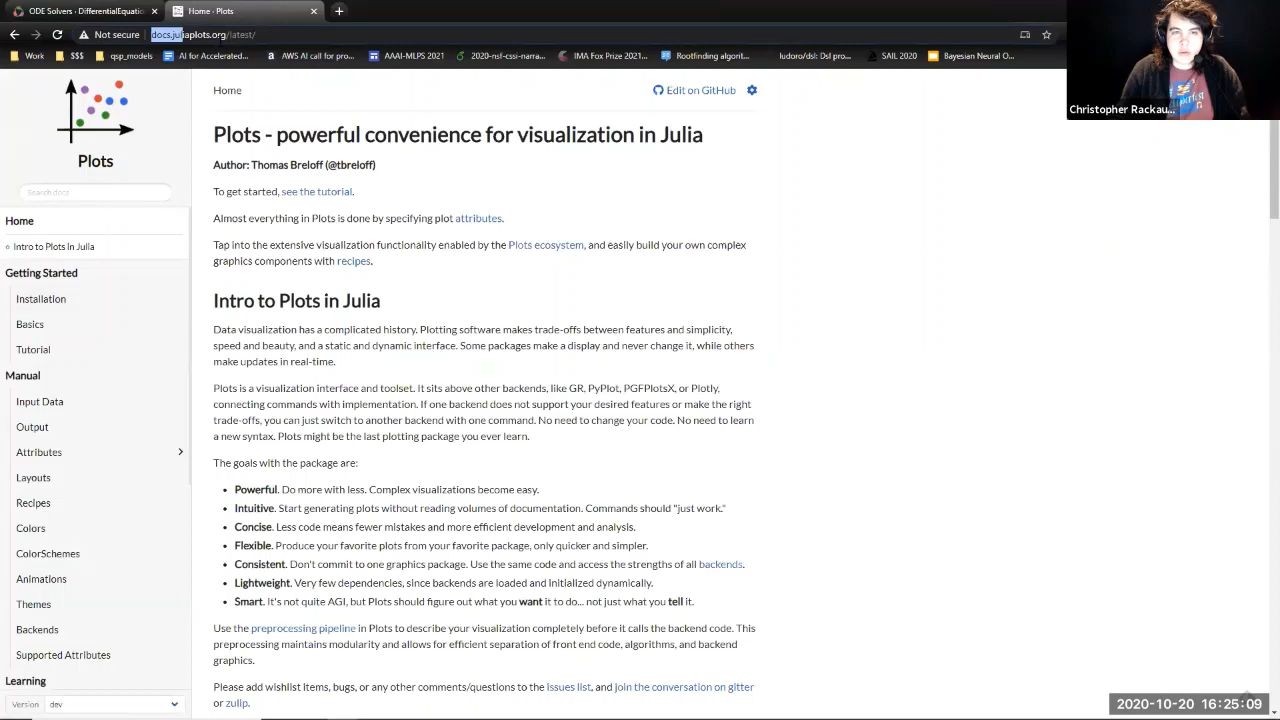 ODE Solvers · DifferentialEquatio
Home · Plots
Not secure
docs.juliaplots.org/latest/
Work
$$$
qsp_models
AI for Accelerated...
AWS AI call for pro...
AAAI-MLPS 2021
2020-nsf-cssi-narra...
IMA Fox Prize 2021...
Rootfinding algorit...
ludoro/dsl: Dsl pro...
SAIL 2020
Bayesian Neural O...
Christopher Rackau...
Plots
Search docs
Home
Intro to Plots in Julia
Getting Started
Installation
Basics
Tutorial
Manual
Input Data
Output
Attributes
Layouts
Recipes
Colors
ColorSchemes
Animations
Themes
Backends
Supported Attributes
Learning
Version dev
Home
Edit on GitHub
Plots - powerful convenience for visualization in Julia
Author: Thomas Breloff (@tbreloff)
To get started, see the tutorial.
Almost everything in Plots is done by specifying plot attributes.
Tap into the extensive visualization functionality enabled by the Plots ecosystem, and easily build your own complex
graphics components with recipes.
Intro to Plots in Julia
Data visualization has a complicated history. Plotting software makes trade-offs between features and simplicity,
speed and beauty, and a static and dynamic interface. Some packages make a display and never change it, while others
make updates in real-time.
Plots is a visualization interface and toolset. It sits above other backends, like GR, PyPlot, PGFPlotsX, or Plotly,
connecting commands with implementation. If one backend does not support your desired features or make the right
trade-offs, you can just switch to another backend with one command. No need to change your code. No need to learn
a new syntax. Plots might be the last plotting package you ever learn.
The goals with the package are:
• Powerful. Do more with less. Complex visualizations become easy.
• Intuitive. Start generating plots without reading volumes of documentation. Commands should "just work."
• Concise. Less code means fewer mistakes and more efficient development and analysis.
• Flexible. Produce your favorite plots from your favorite package, only quicker and simpler.
• Consistent. Don't commit to one graphics package. Use the same code and access the strengths of all backends.
• Lightweight. Very few dependencies, since backends are loaded and initialized dynamically.
• Smart. It's not quite AGI, but Plots should figure out what you want it to do... not just what you tell it.
Use the preprocessing pipeline in Plots to describe your visualization completely before it calls the backend code. This
preprocessing maintains modularity and allows for efficient separation of front end code, algorithms, and backend
graphics.
Please add wishlist items, bugs, or any other comments/questions to the issues list, and join the conversation on gitter
or zulip.
2020-10-20 16:25:09